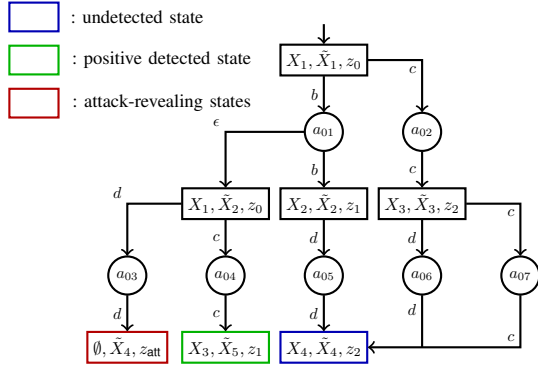 : undetected state
: positive detected state
: attack-revealing states
X₁, X̃₁, z₀
b
c
a₀₁
a₀₂
ϵ
b
c
X₁, X̃₂, z₀
X₂, X̃₂, z₁
X₃, X̃₃, z₂
d
c
d
d
c
a₀₃
a₀₄
a₀₅
a₀₆
a₀₇
d
c
d
d
c
∅, X̃₄, z_att
X₃, X̃₅, z₁
X₄, X̃₄, z₂